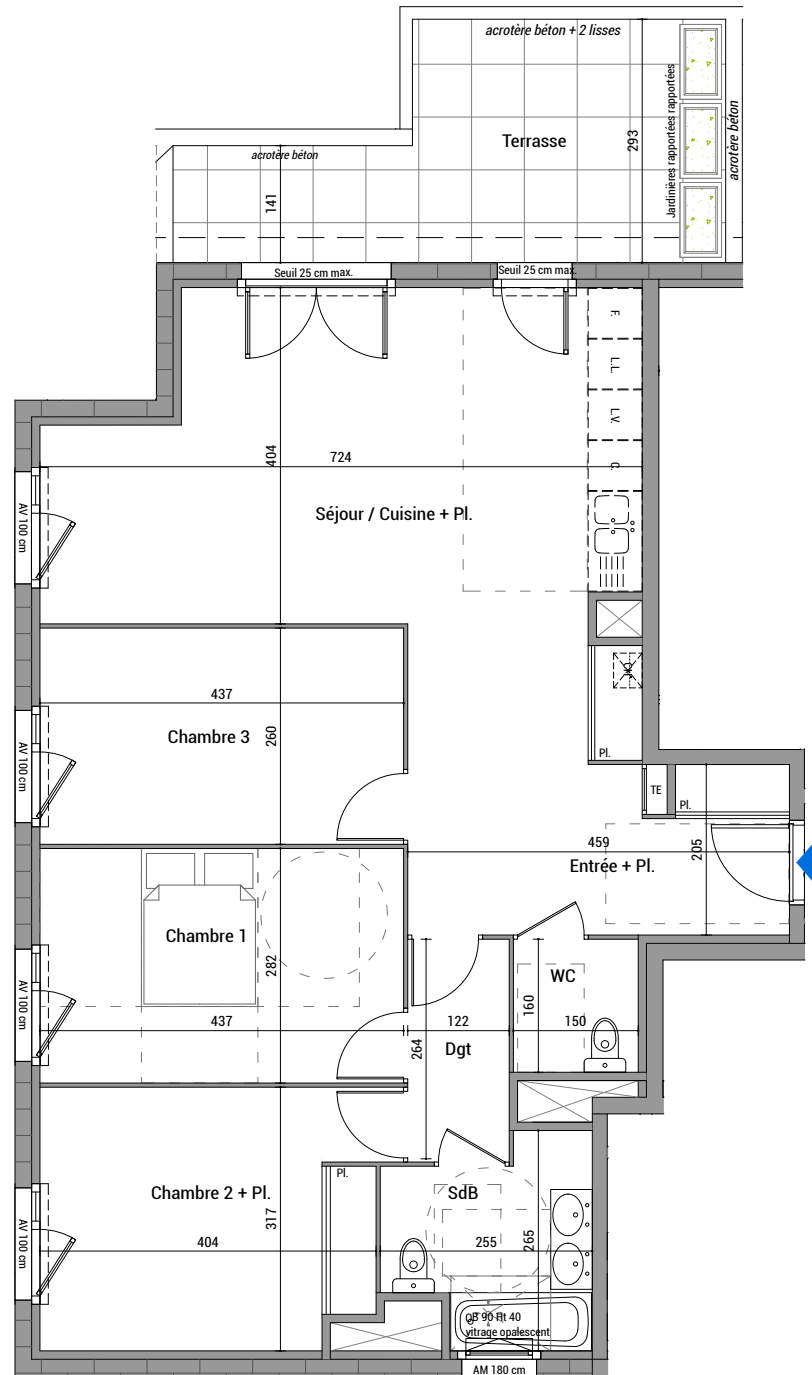 acrotère béton + 2 lisses
Jardinières rapportées rapportées
acrotère béton
Terrasse
293
acrotère béton
141
Seuil 25 cm max.
Seuil 25 cm max.
F.
L.L.
L.V.
C.
404
724
AV 100 cm
Séjour / Cuisine + Pl.
437
Chambre 3
260
AV 100 cm
Pl.
TE
Pl.
459
205
Entrée + Pl.
Chambre 1
282
AV 100 cm
437
122
264
Dgt
WC
160
150
Chambre 2 + Pl.
317
AV 100 cm
404
Pl.
SdB
255
265
OB 90 Ht 40
vitrage opalescent
AM 180 cm